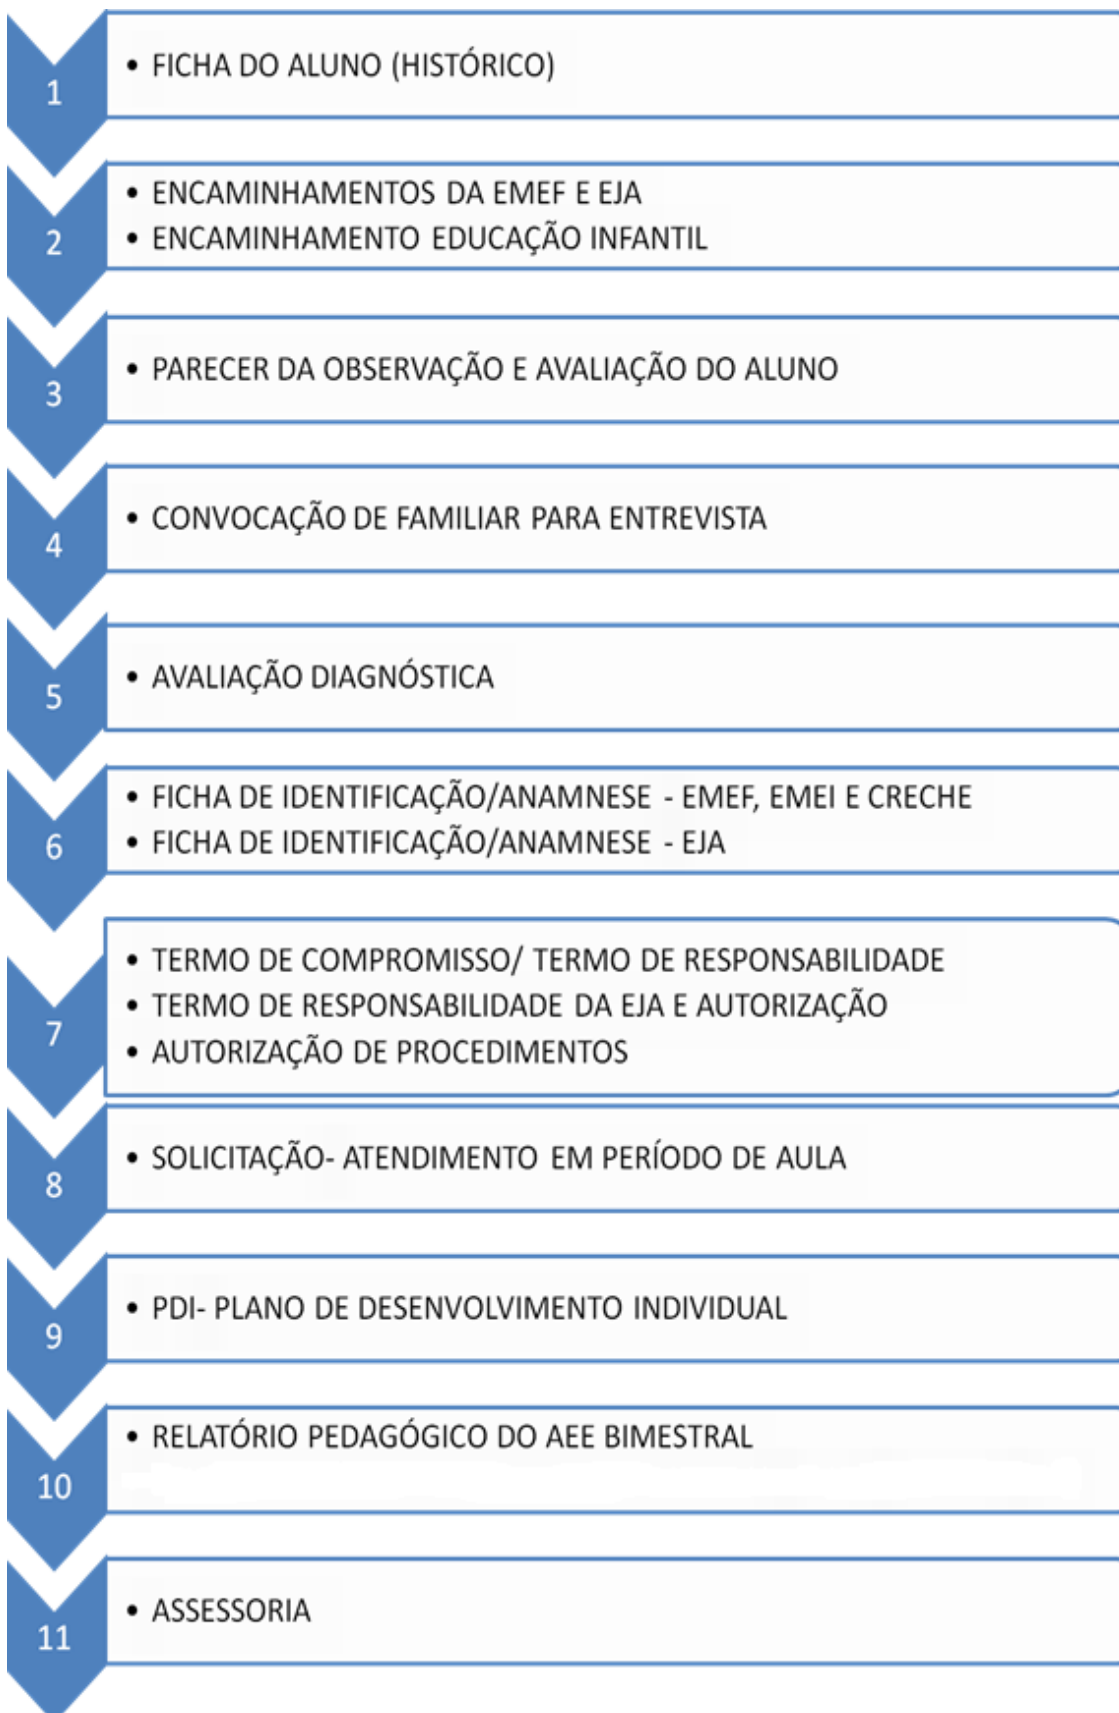 1
• FICHA DO ALUNO (HISTÓRICO)
2
• ENCAMINHAMENTOS DA EMEF E EJA
• ENCAMINHAMENTO EDUCAÇÃO INFANTIL
3
• PARECER DA OBSERVAÇÃO E AVALIAÇÃO DO ALUNO
4
• CONVOCAÇÃO DE FAMILIAR PARA ENTREVISTA
5
• AVALIAÇÃO DIAGNÓSTICA
6
• FICHA DE IDENTIFICAÇÃO/ANAMNESE - EMEF, EMEI E CRECHE
• FICHA DE IDENTIFICAÇÃO/ANAMNESE - EJA
7
• TERMO DE COMPROMISSO/ TERMO DE RESPONSABILIDADE
• TERMO DE RESPONSABILIDADE DA EJA E AUTORIZAÇÃO
• AUTORIZAÇÃO DE PROCEDIMENTOS
8
• SOLICITAÇÃO- ATENDIMENTO EM PERÍODO DE AULA
9
• PDI- PLANO DE DESENVOLVIMENTO INDIVIDUAL
10
• RELATÓRIO PEDAGÓGICO DO AEE BIMESTRAL
11
• ASSESSORIA